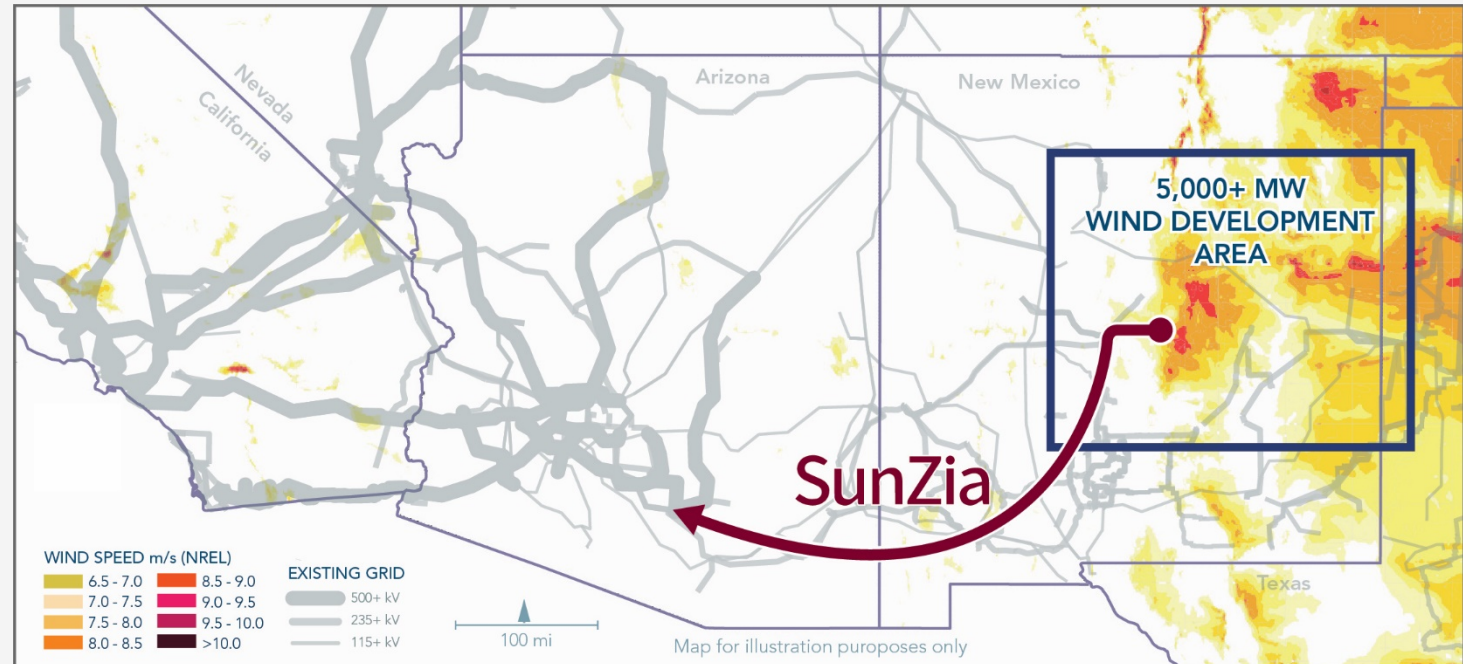 Nevada
California
Arizona
New Mexico
5,000+ MW
WIND DEVELOPMENT
AREA
SunZia
Texas
WIND SPEED m/s (NREL)
6.5 - 7.0
7.0 - 7.5
7.5 - 8.0
8.0 - 8.5
8.5 - 9.0
9.0 - 9.5
9.5 - 10.0
>10.0
EXISTING GRID
500+ kV
235+ kV
115+ kV
100 mi
Map for illustration puroposes only